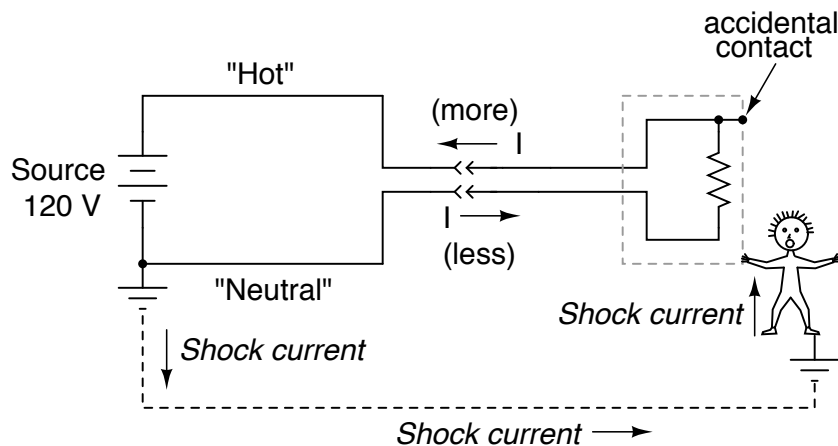 accidental
contact
"Hot"
(more)
I
Source
120 V
I
(less)
"Neutral"
Shock current
Shock current
Shock current